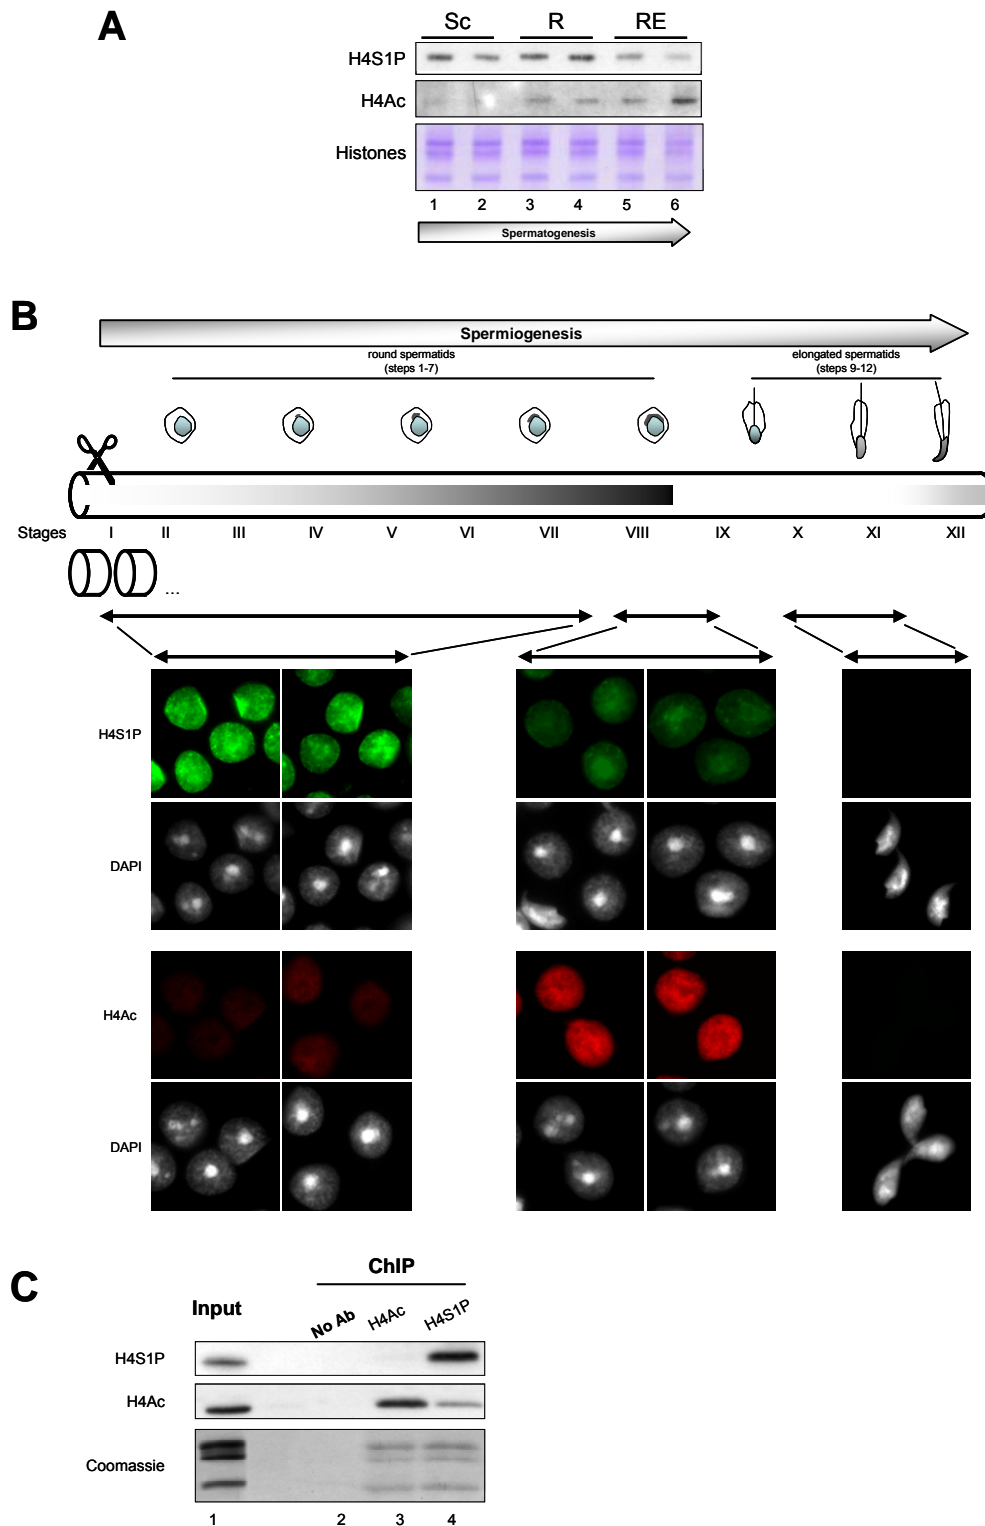 A
Sc R RE
H4S1P
H4Ac
Histones
1 2 3 4 5 6
Spermatogenesis
B
Spermiogenesis
round spermatids
(steps 1-7)
elongated spermatids
(steps 9-12)
Stages I II III IV V VI VII VIII IX X XI XII
...
H4S1P
DAPI
H4Ac
DAPI
C
ChIP
Input No Ab H4Ac H4S1P
H4S1P
H4Ac
Coomassie
1 2 3 4